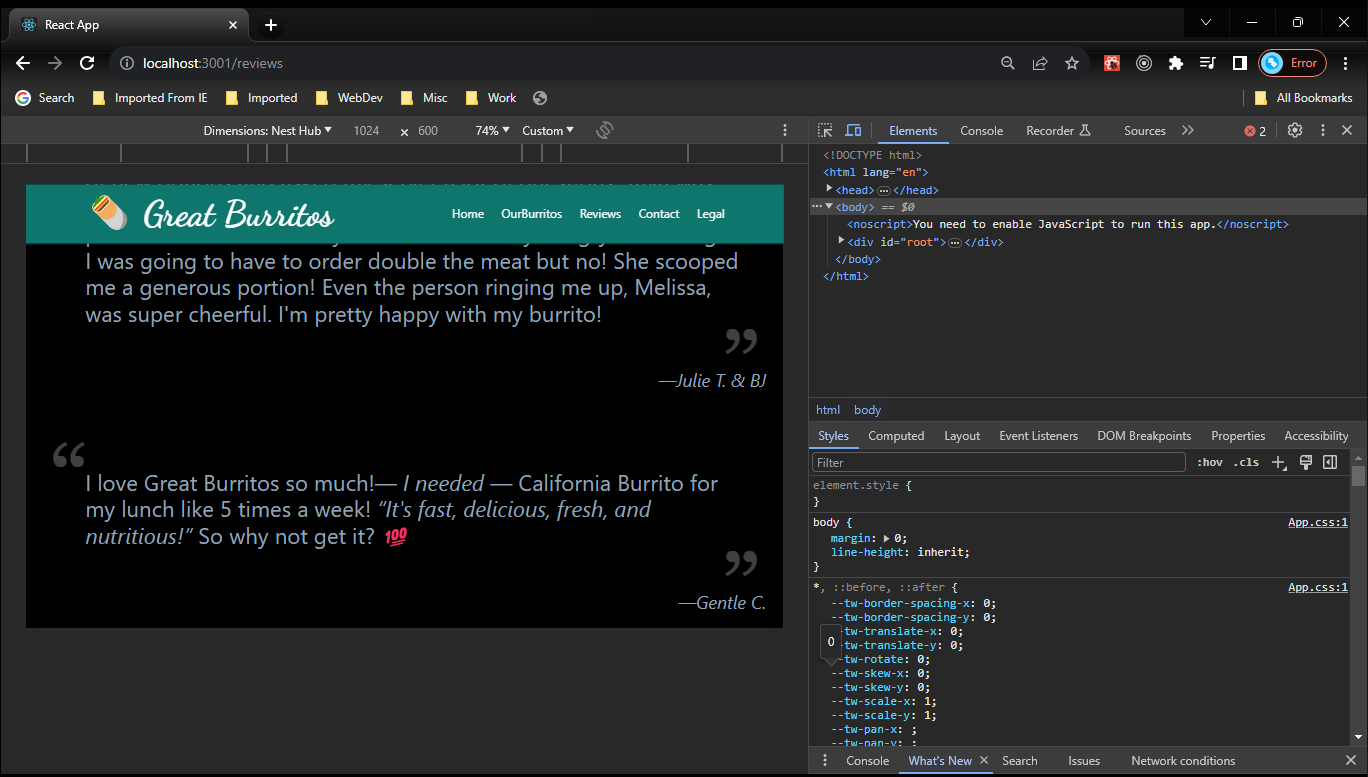 React App
localhost:3001/reviews
Error
Search Imported From IE Imported WebDev Misc Work All Bookmarks
Dimensions: Nest Hub 1024 × 600 74% Custom
Elements Console Recorder Sources 2
Great Burritos
Home OurBurritos Reviews Contact Legal
I was going to have to order double the meat but no! She scooped
me a generous portion! Even the person ringing me up, Melissa,
was super cheerful. I'm pretty happy with my burrito!
”
—Julie T. & BJ
“
I love Great Burritos so much!— I needed — California Burrito for
my lunch like 5 times a week! “It's fast, delicious, fresh, and
nutritious!” So why not get it? 💯
”
—Gentle C.
<!DOCTYPE html>
<html lang="en">
<head> … </head>
<body> == $0
<noscript>You need to enable JavaScript to run this app.</noscript>
<div id="root"> … </div>
</body>
</html>
html body
Styles Computed Layout Event Listeners DOM Breakpoints Properties Accessibility
Filter :hov .cls
element.style {
}
body { App.css:1
margin: 0;
line-height: inherit;
}
*, ::before, ::after { App.css:1
--tw-border-spacing-x: 0;
--tw-border-spacing-y: 0;
--tw-translate-x: 0;
0
--tw-translate-y: 0;
--tw-rotate: 0;
--tw-skew-x: 0;
--tw-skew-y: 0;
--tw-scale-x: 1;
--tw-scale-y: 1;
--tw-pan-x: ;
--tw-pan-y: ;
Console What's New Search Issues Network conditions